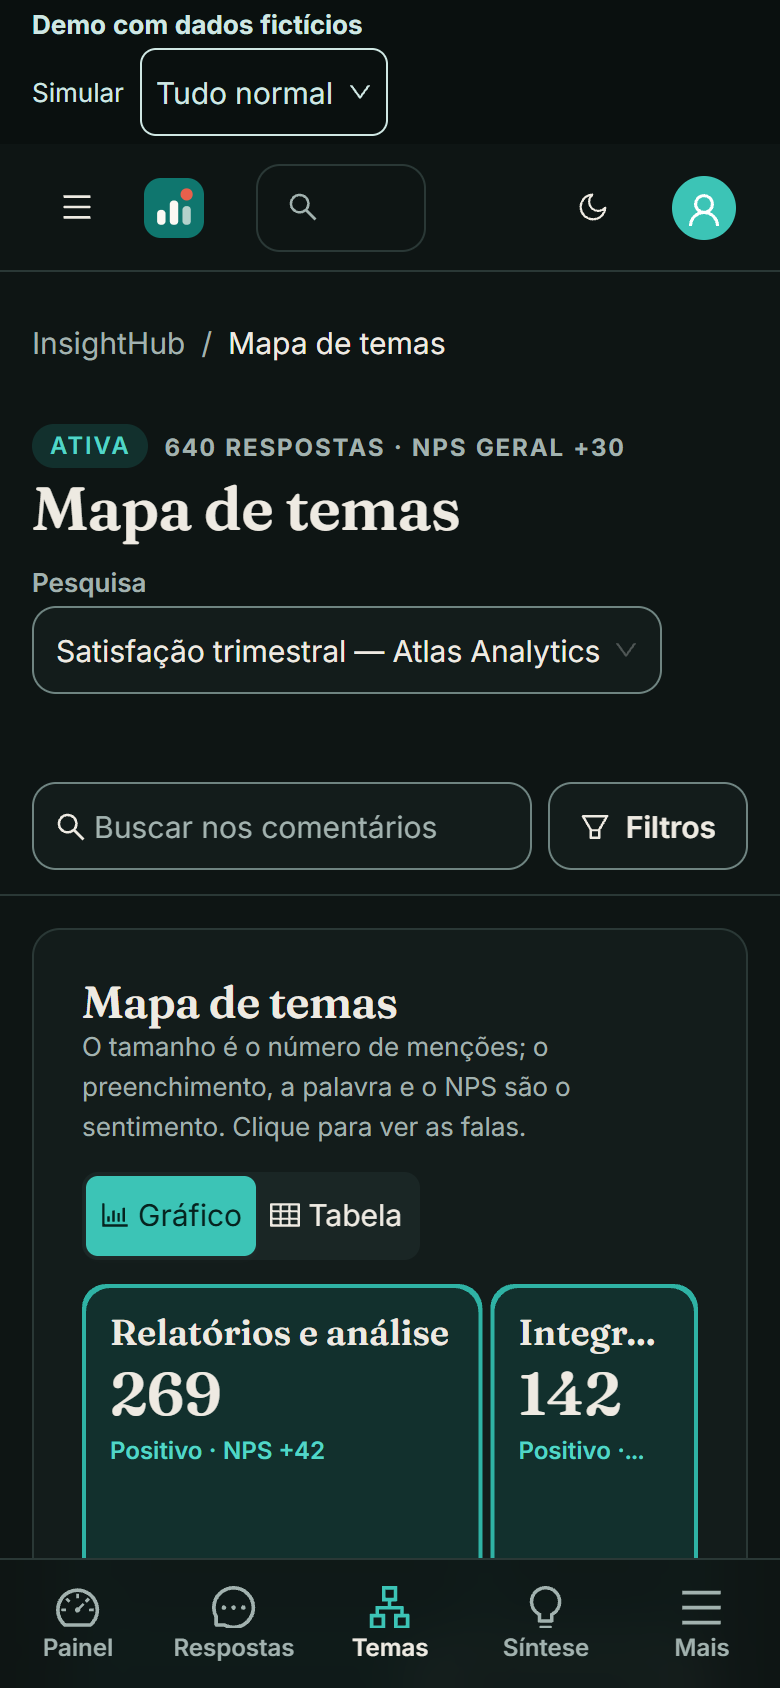 Demo com dados fictícios
Simular Tudo normal
InsightHub / Mapa de temas
ATIVA 640 RESPOSTAS · NPS GERAL +30
Mapa de temas
Pesquisa
Satisfação trimestral — Atlas Analytics
Buscar nos comentários Filtros
Mapa de temas
O tamanho é o número de menções; o
preenchimento, a palavra e o NPS são o
sentimento. Clique para ver as falas.
Gráfico Tabela
Relatórios e análise
269
Positivo · NPS +42
Integr...
142
Positivo ·...
Painel Respostas Temas Síntese Mais